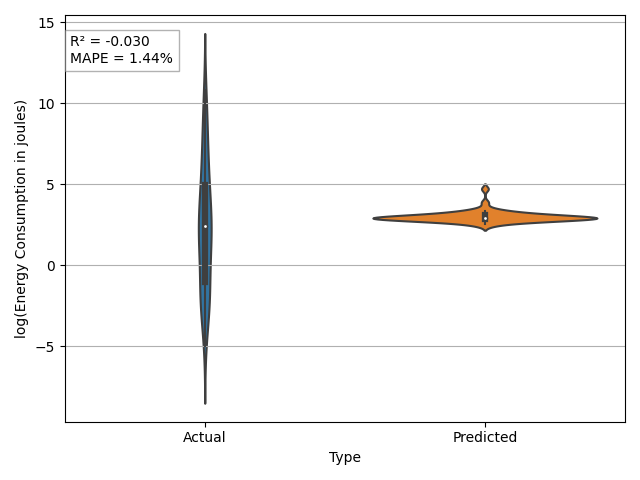 R² = -0.030
MAPE = 1.44%
15
10
5
0
−5
log(Energy Consumption in joules)
Actual
Predicted
Type